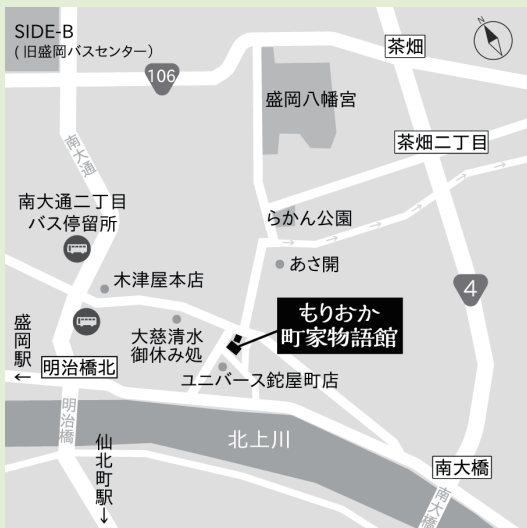 SIDE-B
(旧盛岡バスセンター)
106
茶畑
N
盛岡八幡宮
茶畑二丁目
南大通
南大通二丁目
バス停留所
らかん公園
あさ開
木津屋本店
4
もりおか
町家物語館
大慈清水
御休み処
盛岡駅←
明治橋北
ユニバース鉈屋町店
明治橋
北上川
仙北町駅→
南大橋
南大橋